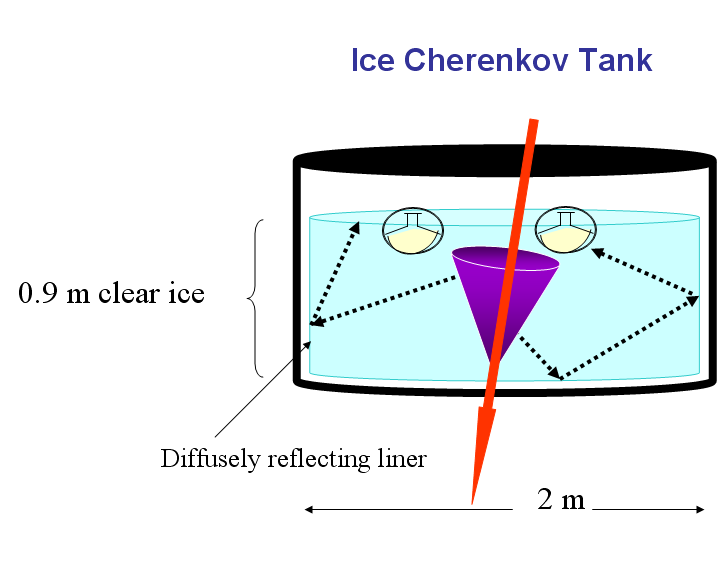 Ice Cherenkov Tank
0.9 m clear ice
Diffusely reflecting liner
2 m